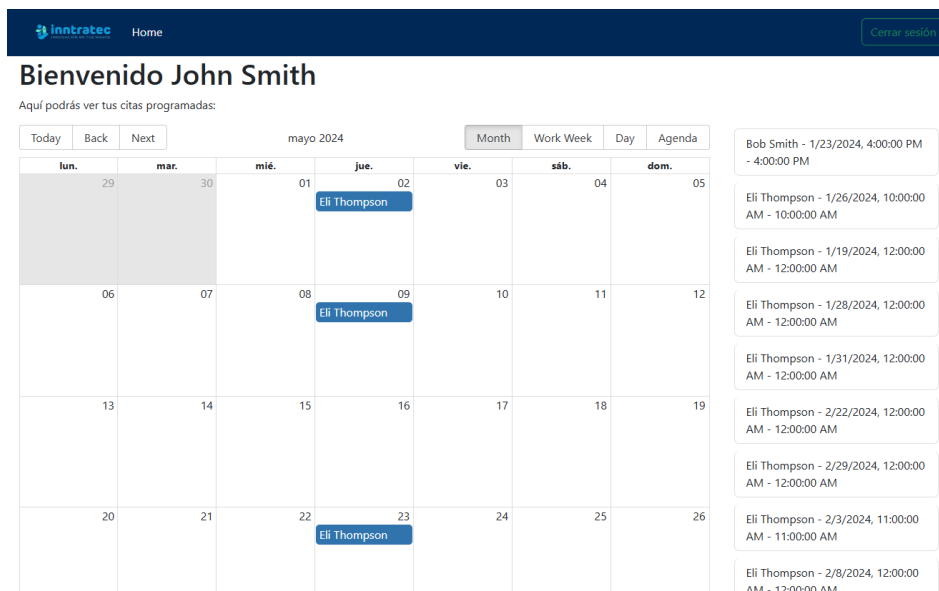 inntratec
Home
Cerrar sesión
Bienvenido John Smith
Aquí podrás ver tus citas programadas:
Today Back Next
mayo 2024
Month Work Week Day Agenda
lun. mar. mié. jue. vie. sáb. dom.
29 30 01 02 03 04 05
Eli Thompson
06 07 08 09 10 11 12
Eli Thompson
13 14 15 16 17 18 19
20 21 22 23 24 25 26
Eli Thompson
Bob Smith - 1/23/2024, 4:00:00 PM
- 4:00:00 PM
Eli Thompson - 1/26/2024, 10:00:00
AM - 10:00:00 AM
Eli Thompson - 1/19/2024, 12:00:00
AM - 12:00:00 AM
Eli Thompson - 1/28/2024, 12:00:00
AM - 12:00:00 AM
Eli Thompson - 1/31/2024, 12:00:00
AM - 12:00:00 AM
Eli Thompson - 2/22/2024, 12:00:00
AM - 12:00:00 AM
Eli Thompson - 2/29/2024, 12:00:00
AM - 12:00:00 AM
Eli Thompson - 2/3/2024, 11:00:00
AM - 11:00:00 AM
Eli Thompson - 2/8/2024, 12:00:00
AM - 12:00:00 AM